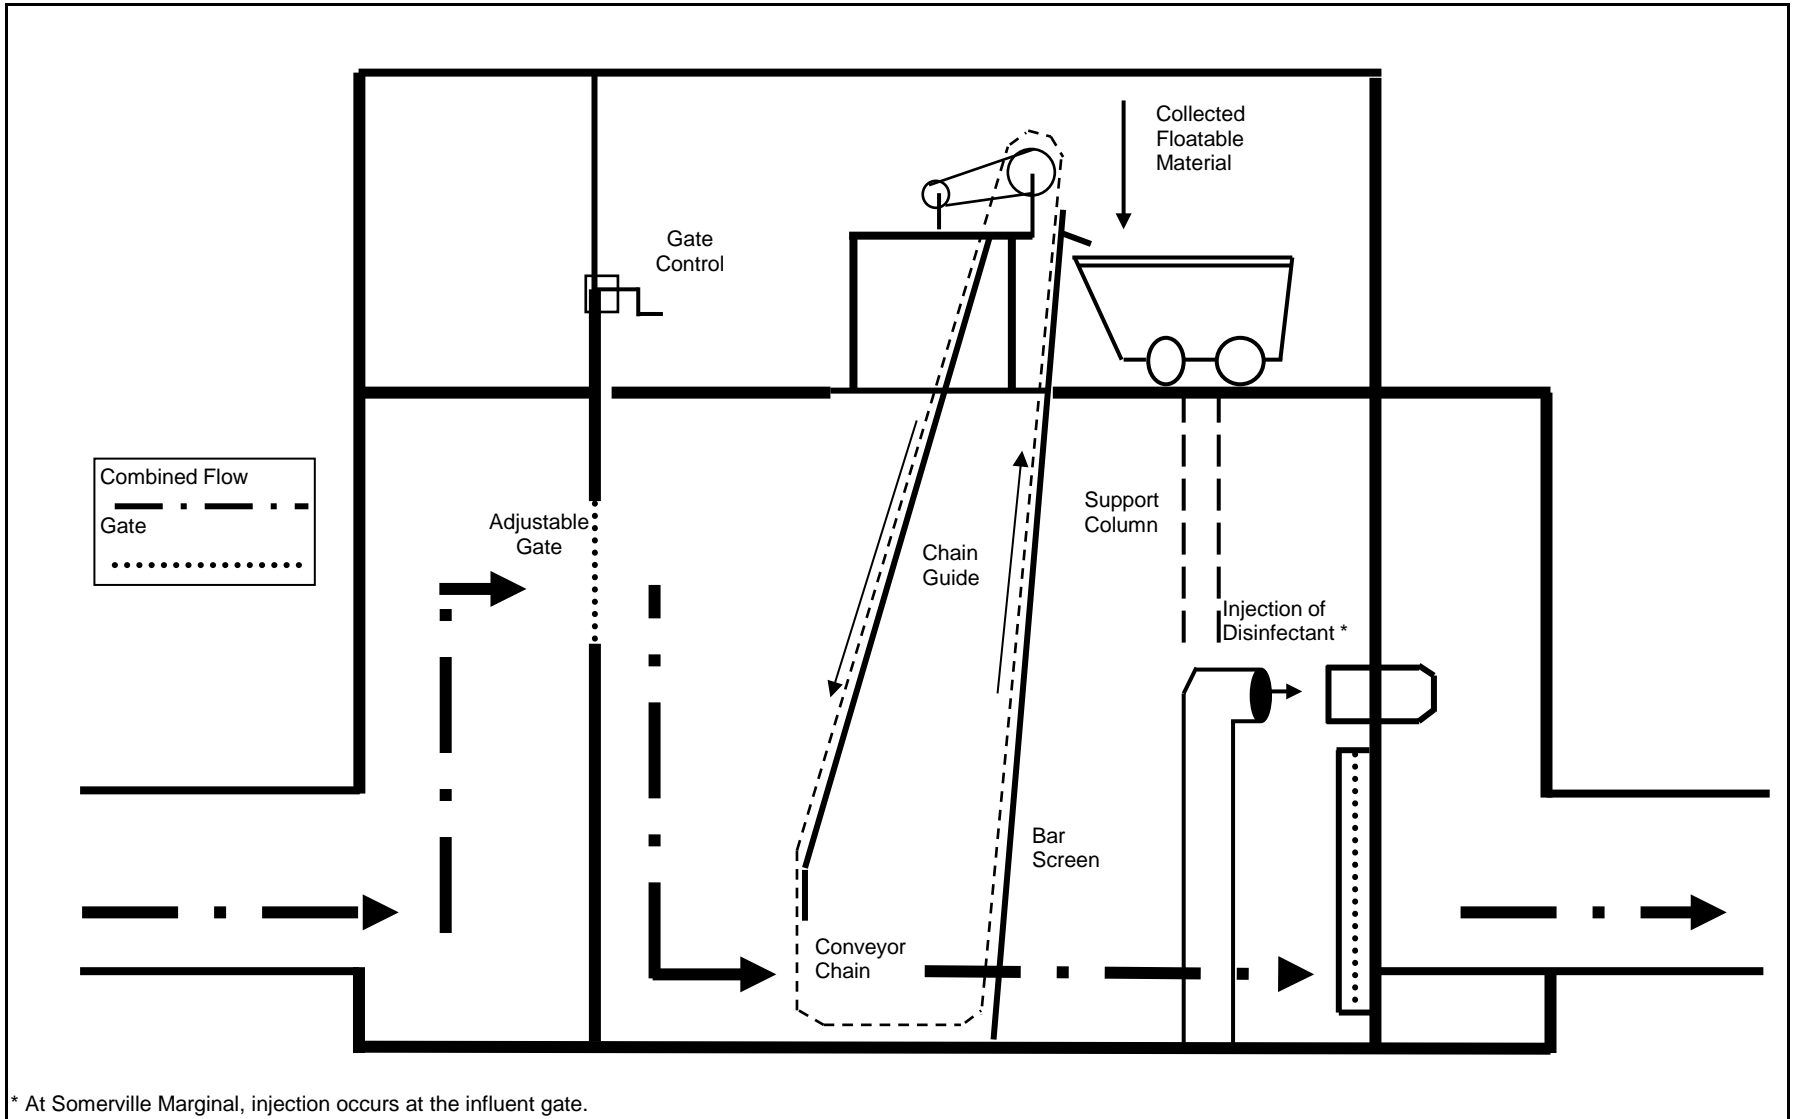 Collected
Floatable
Material
Gate
Control
Combined Flow
Gate
Adjustable
Gate
Support
Column
Chain
Guide
Injection of
Disinfectant *
Bar
Screen
Conveyor
Chain
* At Somerville Marginal, injection occurs at the influent gate.